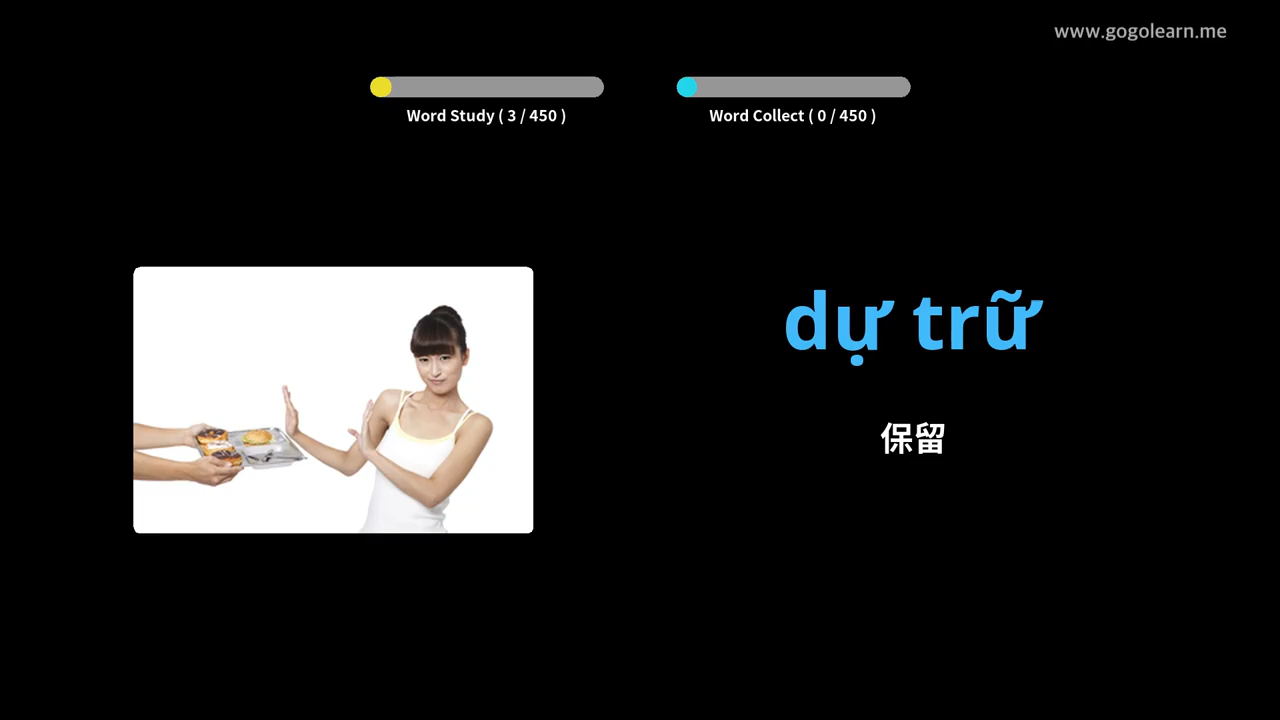 www.gogolearn.me
Word Study ( 3 / 450 )
Word Collect ( 0 / 450 )
dự trữ
保留